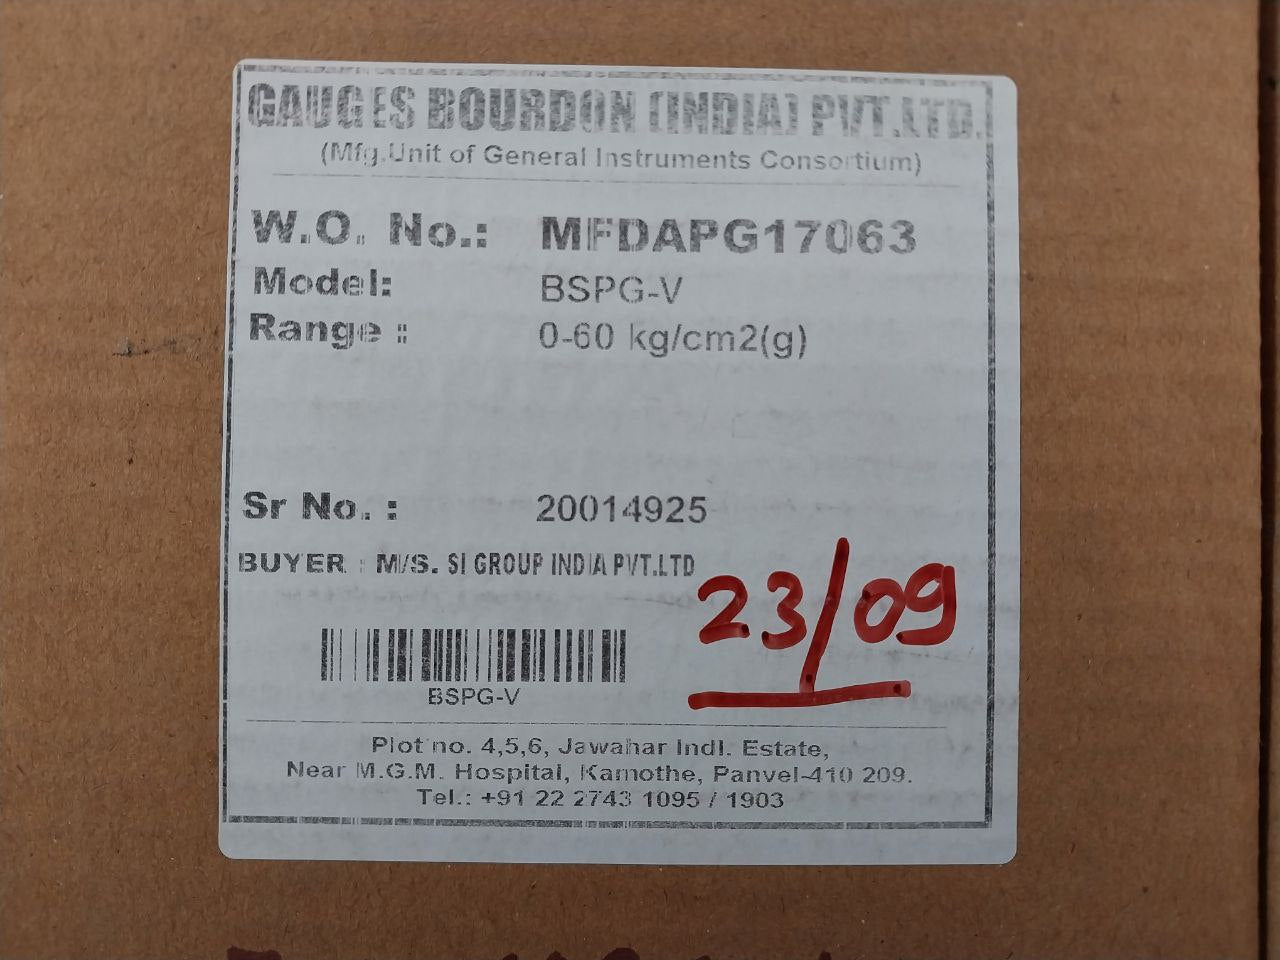 GAUGES BOURDON (INDIA) PVT.LTD.
(Mfg.Unit of General Instruments Consortium)
W.O. No.: MFDAPG17063
Model: BSPG-V
Range : 0-60 kg/cm2(g)
Sr No. : 20014925
BUYER : M/S. SI GROUP INDIA PVT.LTD
23/09
BSPG-V
Plot no. 4,5,6, Jawahar Indl. Estate,
Near M.G.M. Hospital, Kamothe, Panvel-410 209.
Tel.: +91 22 2743 1095 / 1903